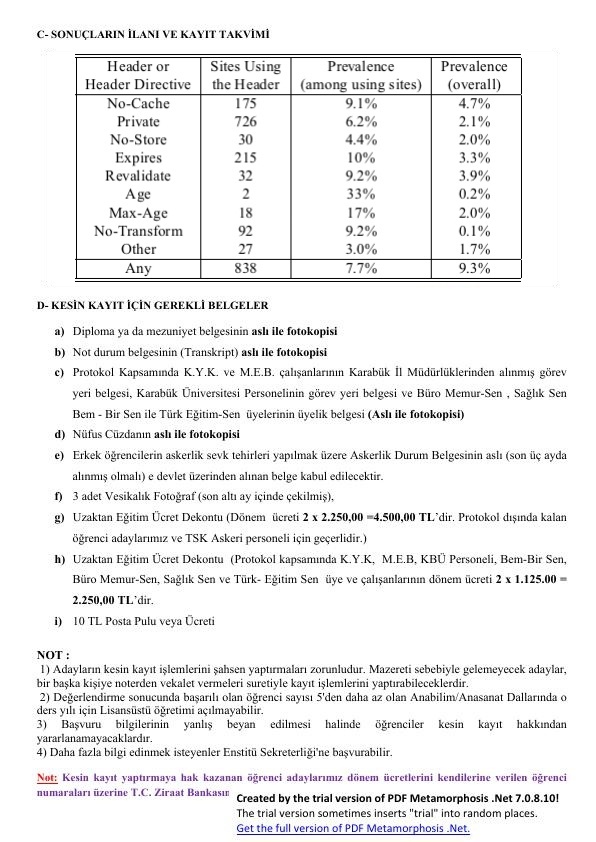 C- SONUÇLARIN İLANI VE KAYIT TAKVİMİ
Header or Sites Using Prevalence Prevalence
Header Directive the Header (among using sites) (overall)
No-Cache 175 9.1% 4.7%
Private 726 6.2% 2.1%
No-Store 30 4.4% 2.0%
Expires 215 10% 3.3%
Revalidate 32 9.2% 3.9%
Age 2 33% 0.2%
Max-Age 18 17% 2.0%
No-Transform 92 9.2% 0.1%
Other 27 3.0% 1.7%
Any 838 7.7% 9.3%
D- KESİN KAYIT İÇİN GEREKLİ BELGELER
a) Diploma ya da mezuniyet belgesinin aslı ile fotokopisi
b) Not durum belgesinin (Transkript) aslı ile fotokopisi
c) Protokol Kapsamında K.Y.K. ve M.E.B. çalışanlarının Karabük İl Müdürlüklerinden alınmış görev
yeri belgesi, Karabük Üniversitesi Personelinin görev yeri belgesi ve Büro Memur-Sen , Sağlık Sen
Bem - Bir Sen ile Türk Eğitim-Sen üyelerinin üyelik belgesi (Aslı ile fotokopisi)
d) Nüfus Cüzdanın aslı ile fotokopisi
e) Erkek öğrencilerin askerlik sevk tehirleri yapılmak üzere Askerlik Durum Belgesinin aslı (son üç ayda
alınmış olmalı) e devlet üzerinden alınan belge kabul edilecektir.
f) 3 adet Vesikalık Fotoğraf (son altı ay içinde çekilmiş),
g) Uzaktan Eğitim Ücret Dekontu (Dönem ücreti 2 x 2.250,00 =4.500,00 TL'dir. Protokol dışında kalan
öğrenci adaylarımız ve TSK Askeri personeli için geçerlidir.)
h) Uzaktan Eğitim Ücret Dekontu (Protokol kapsamında K.Y.K, M.E.B, KBÜ Personeli, Bem-Bir Sen,
Büro Memur-Sen, Sağlık Sen ve Türk- Eğitim Sen üye ve çalışanlarının dönem ücreti 2 x 1.125.00 =
2.250,00 TL'dir.
i) 10 TL Posta Pulu veya Ücreti
NOT :
1) Adayların kesin kayıt işlemlerini şahsen yaptırmaları zorunludur. Mazereti sebebiyle gelemeyecek adaylar,
bir başka kişiye noterden vekalet vermeleri suretiyle kayıt işlemlerini yaptırabileceklerdir.
2) Değerlendirme sonucunda başarılı olan öğrenci sayısı 5'den daha az olan Anabilim/Anasanat Dallarında o
ders yılı için Lisansüstü öğretimi açılmayabilir.
3) Başvuru bilgilerinin yanlış beyan edilmesi halinde öğrenciler kesin kayıt hakkından
yararlanamayacaklardır.
4) Daha fazla bilgi edinmek isteyenler Enstitü Sekreterliği'ne başvurabilir.
Not: Kesin kayıt yaptırmaya hak kazanan öğrenci adaylarımız dönem ücretlerini kendilerine verilen öğrenci
numaraları üzerine T.C. Ziraat
Created by the trial version of PDF Metamorphosis .Net 7.0.8.10!
The trial version sometimes inserts "trial" into random places.
Get the full version of PDF Metamorphosis .Net.